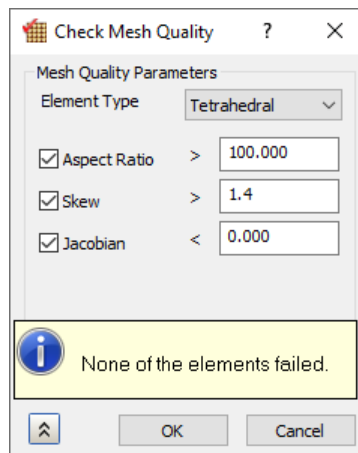 Check Mesh Quality ? ×
Mesh Quality Parameters
Element Type Tetrahedral
Aspect Ratio > 100.000
Skew > 1.4
Jacobian < 0.000
None of the elements failed.
OK Cancel